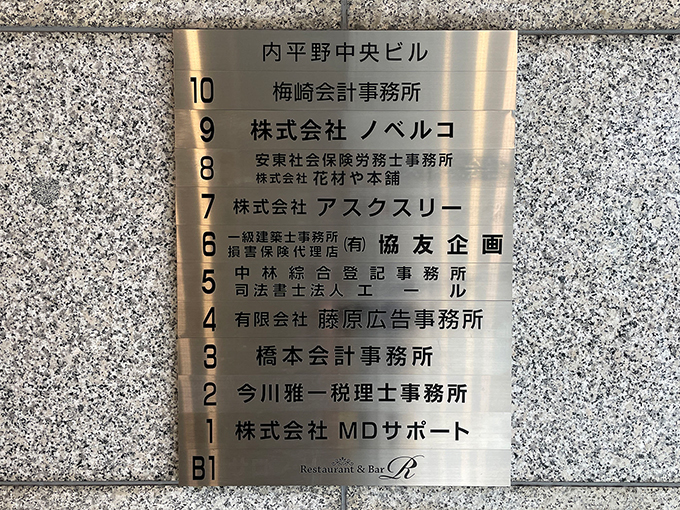 内平野中央ビル
10 梅崎会計事務所
9 株式会社 ノベルコ
8 安東社会保険労務士事務所
株式会社 花材や本舗
7 株式会社 アスクスリー
6 一級建築士事務所 (有) 協友企画
損害保険代理店
5 中林綜合登記事務所
司法書士法人エール
4 有限会社 藤原広告事務所
3 橋本会計事務所
2 今川雅一税理士事務所
1 株式会社 MDサポート
B1 Restaurant & Bar R